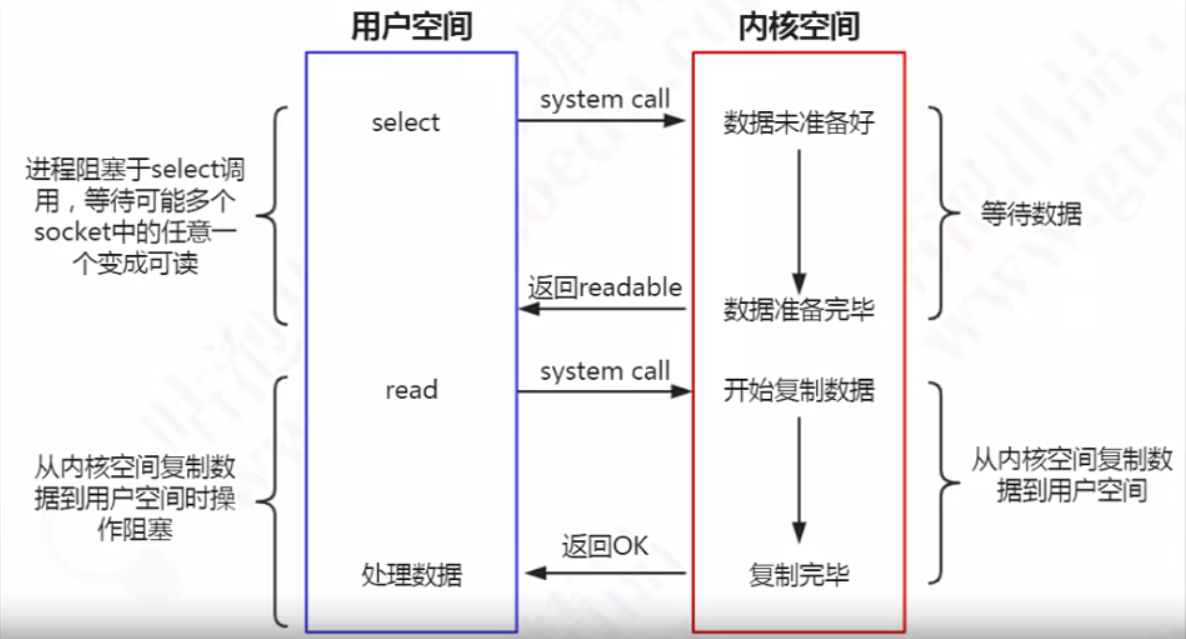 用户空间
内核空间
select
system call
数据未准备好
进程阻塞于select调
用，等待可能多个
socket中的任意一
个变成可读
等待数据
返回readable
数据准备完毕
read
system call
开始复制数据
从内核空间复制数
据到用户空间时操
作阻塞
从内核空间复制数
据到用户空间
返回OK
处理数据
复制完毕